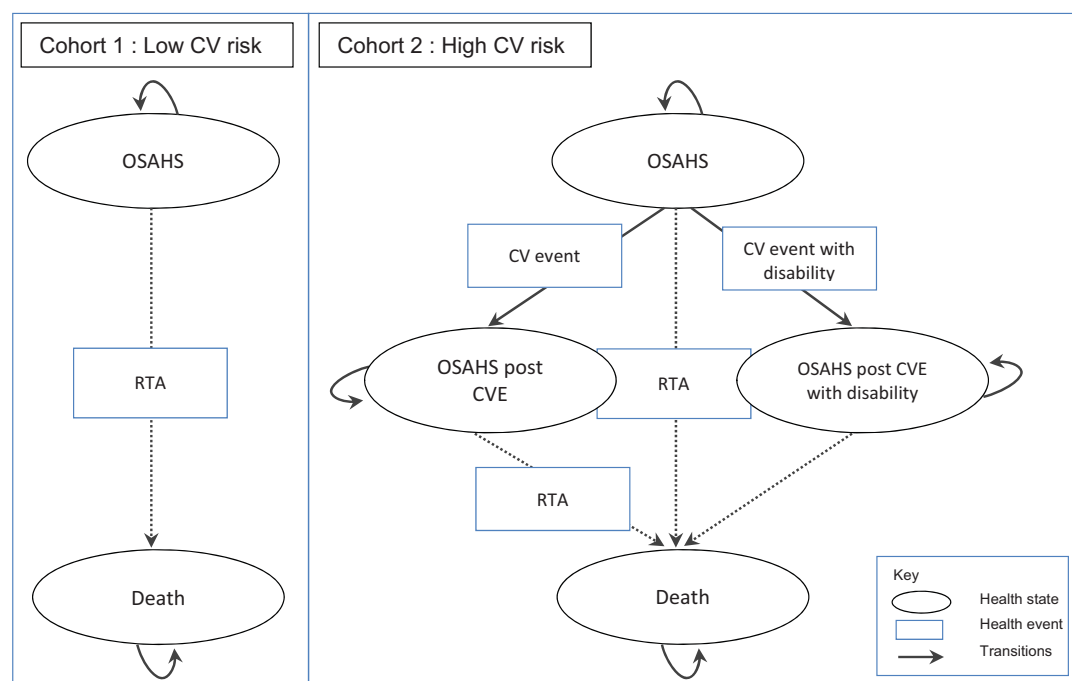 Cohort 1 : Low CV risk
OSAHS
RTA
Death
Cohort 2 : High CV risk
OSAHS
CV event
CV event with
disability
OSAHS post
CVE
RTA
OSAHS post CVE
with disability
RTA
Death
Key
Health state
Health event
Transitions